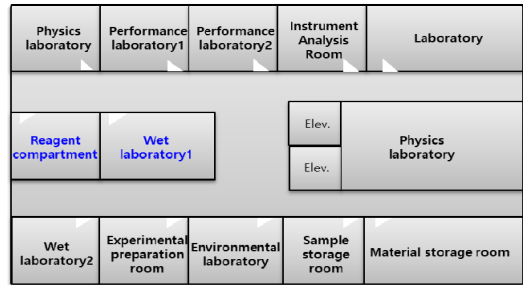 Physics
laboratory
Performance
laboratory1
Performance
laboratory2
Instrument
Analysis
Room
Laboratory
Reagent
compartment
Wet
laboratory1
Elev.
Elev.
Physics
laboratory
Wet
laboratory2
Experimental
preparation
room
Environmental
laboratory
Sample
storage
room
Material storage room